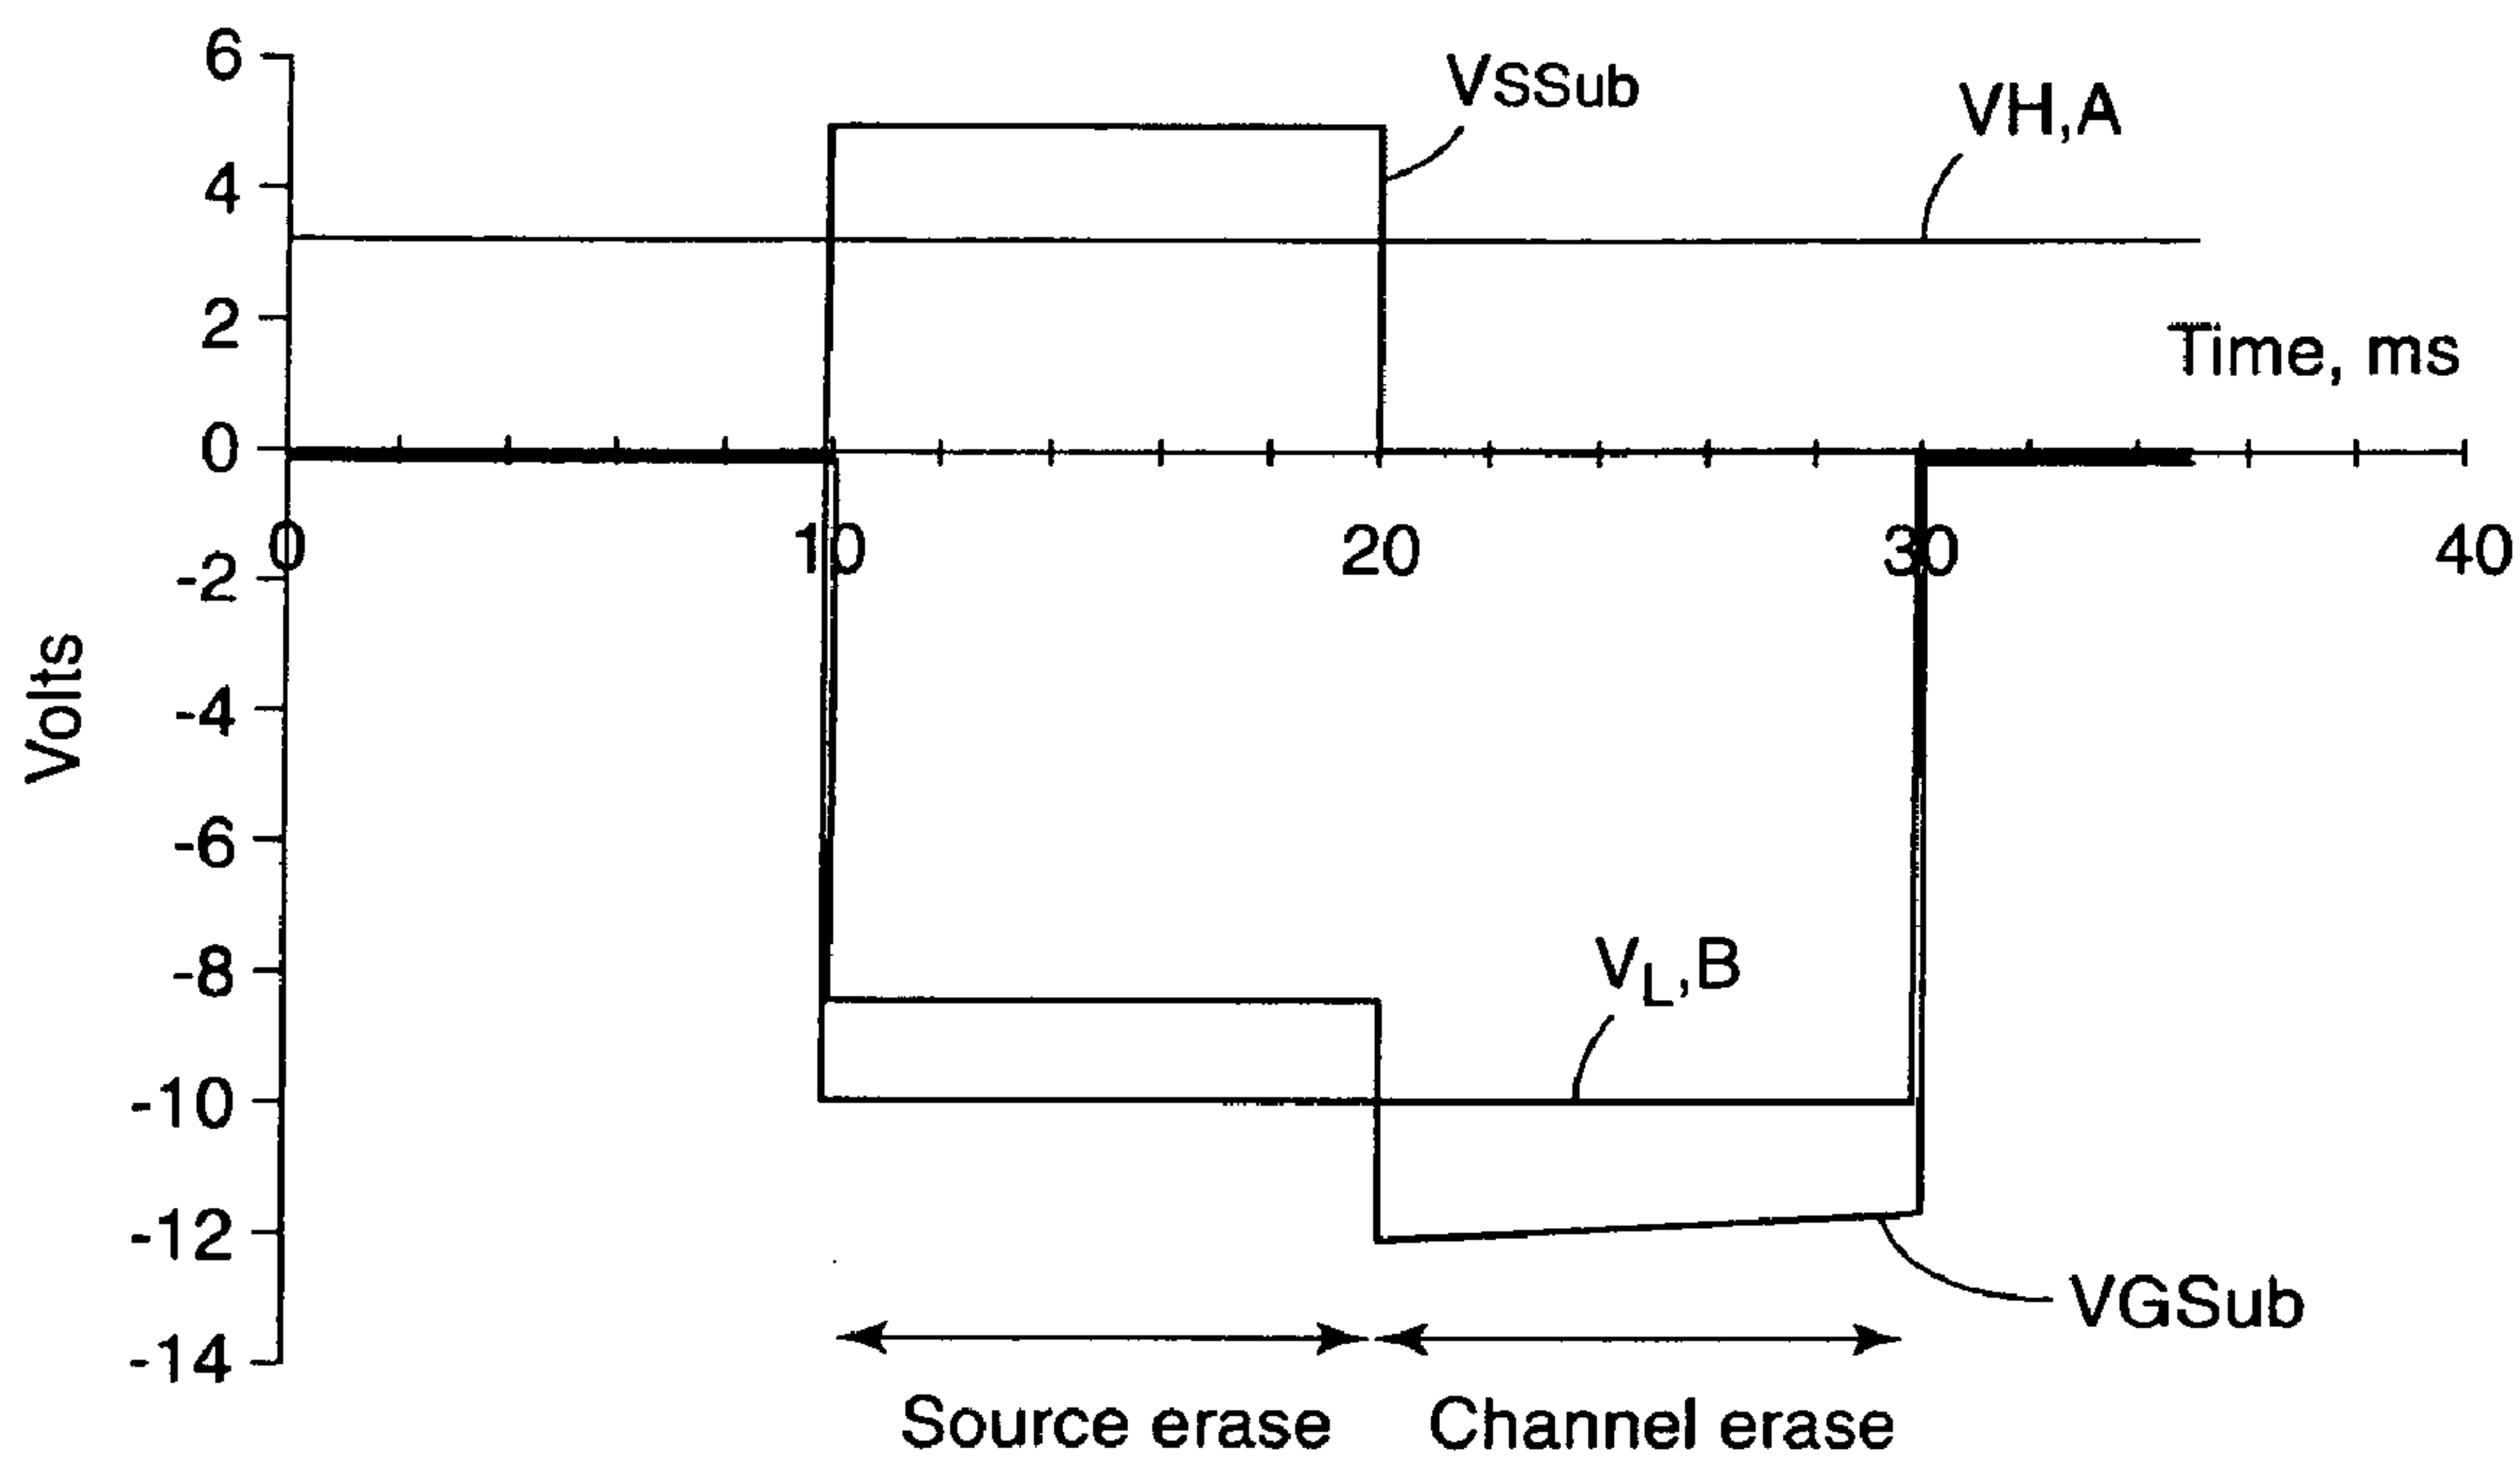 6
VSSub
VH,A
4
2
Time, ms
0
0
10
20
30
40
-2
Volts
-4
-6
-8
VL,B
-10
-12
VGSub
-14
Source erase
Channel erase